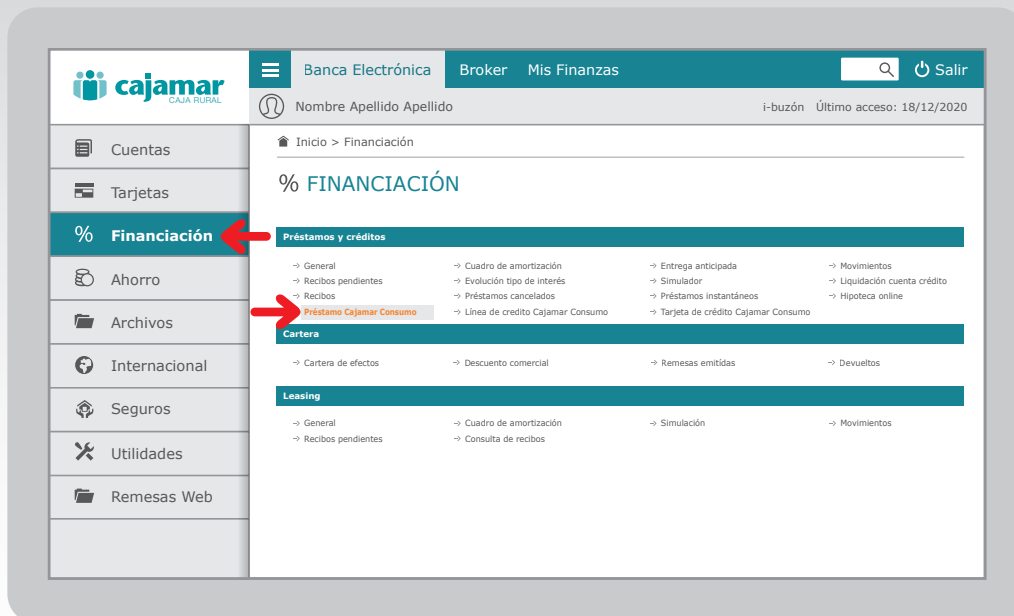 cajamar
CAJA RURAL
Banca Electrónica Broker Mis Finanzas Salir
Nombre Apellido Apellido i-buzón Último acceso: 18/12/2020
Cuentas
Tarjetas
% Financiación
Ahorro
Archivos
Internacional
Seguros
Utilidades
Remesas Web
Inicio > Financiación
% FINANCIACIÓN
Préstamos y créditos
-> General -> Cuadro de amortización -> Entrega anticipada -> Movimientos
-> Recibos pendientes -> Evolución tipo de interés -> Simulador -> Liquidación cuenta crédito
-> Recibos -> Préstamos cancelados -> Préstamos instantáneos -> Hipoteca online
Préstamo Cajamar Consumo -> Línea de credito Cajamar Consumo -> Tarjeta de crédito Cajamar Consumo
Cartera
-> Cartera de efectos -> Descuento comercial -> Remesas emitídas -> Devueltos
Leasing
-> General -> Cuadro de amortización -> Simulación -> Movimientos
-> Recibos pendientes -> Consulta de recibos